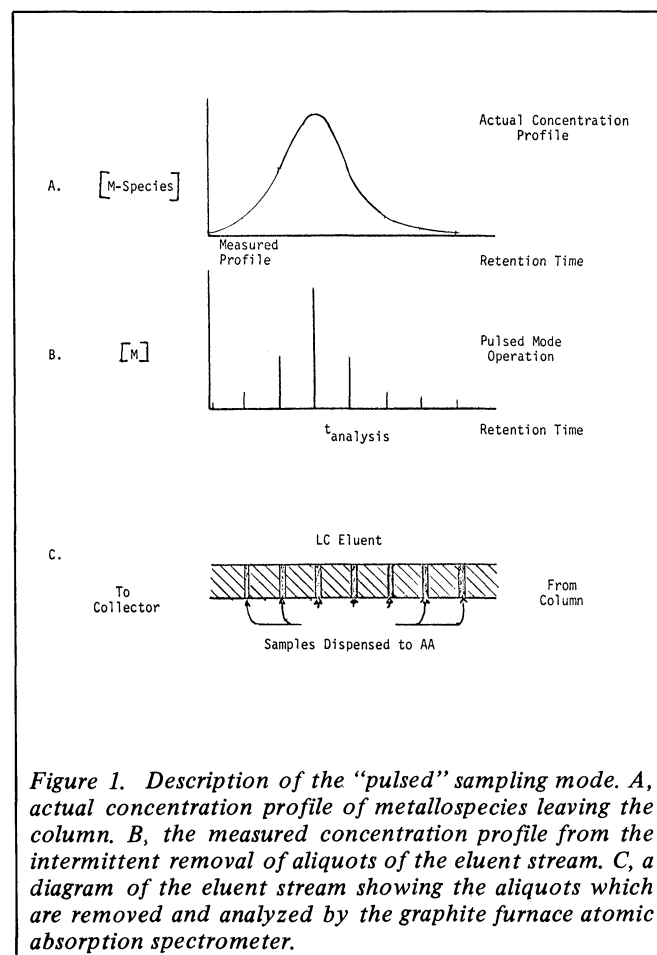 Actual Concentration
Profile
A. [M-Species]
Measured
Profile
Retention Time
B. [M]
Pulsed Mode
Operation
tanalysis
Retention Time
C.
LC Eluent
To
Collector
From
Column
Samples Dispensed to AA
Figure 1. Description of the "pulsed" sampling mode. A,
actual concentration profile of metallospecies leaving the
column. B, the measured concentration profile from the
intermittent removal of aliquots of the eluent stream. C, a
diagram of the eluent stream showing the aliquots which
are removed and analyzed by the graphite furnace atomic
absorption spectrometer.